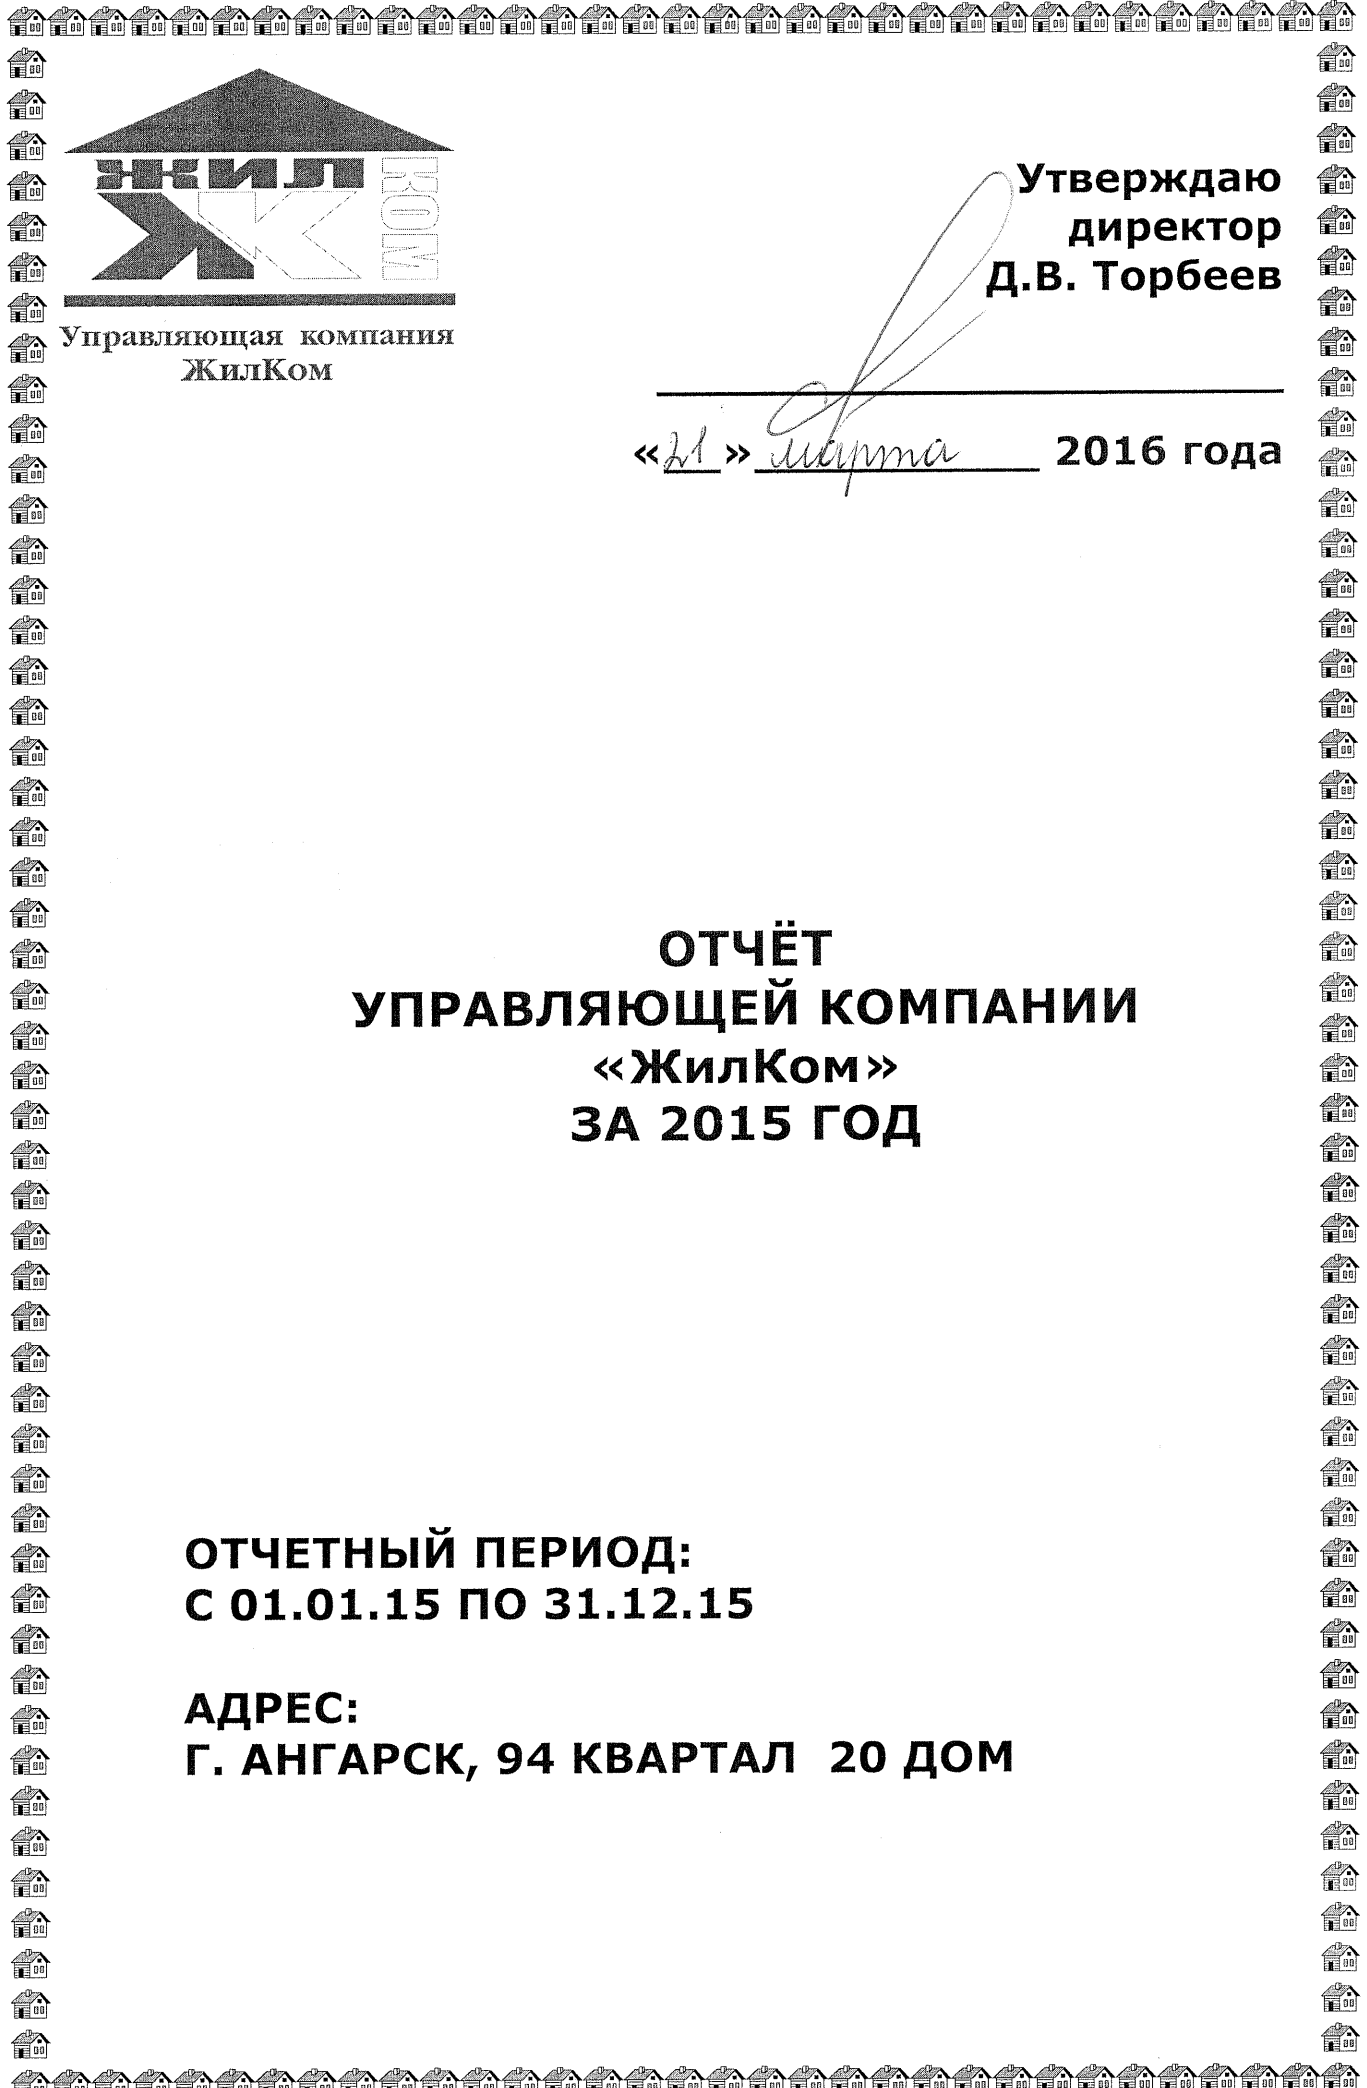 ЖИЛ
КОМ
ЖК
Управляющая компания
ЖилКом
Утверждаю
директор
Д.В. Торбеев
«21» марта 2016 года
ОТЧЁТ
УПРАВЛЯЮЩЕЙ КОМПАНИИ
«ЖилКом»
ЗА 2015 ГОД
ОТЧЕТНЫЙ ПЕРИОД:
С 01.01.15 ПО 31.12.15
АДРЕС:
Г. АНГАРСК, 94 КВАРТАЛ 20 ДОМ